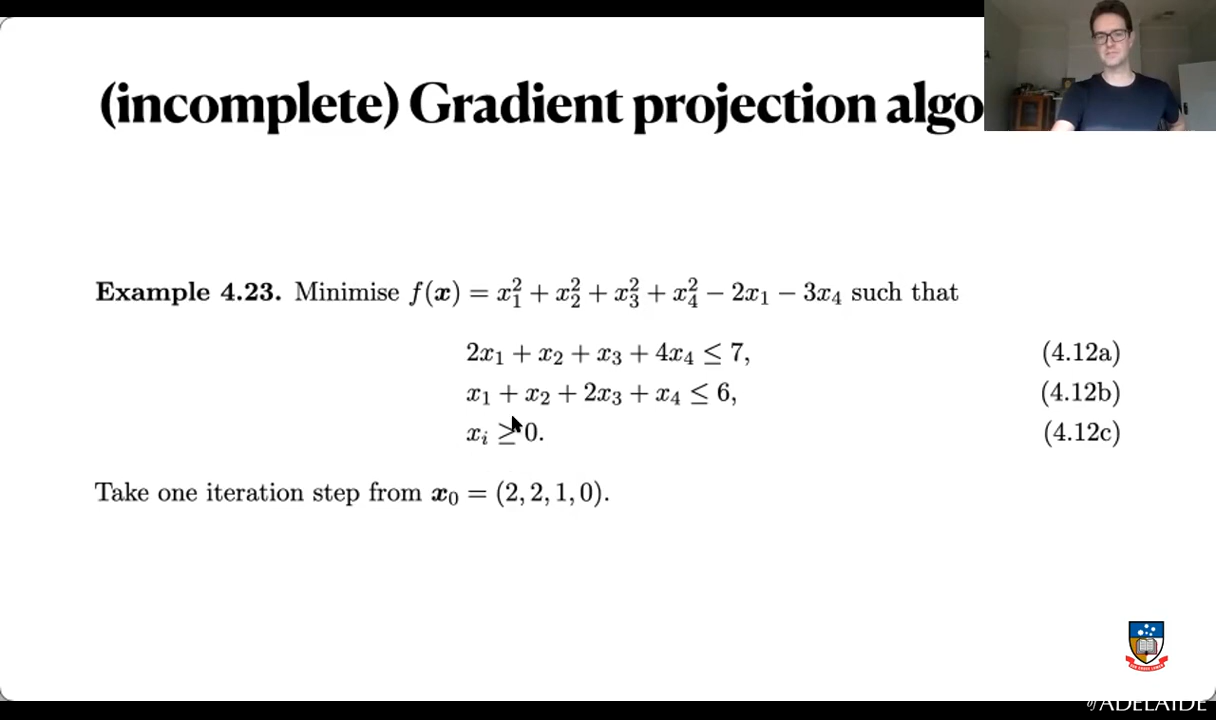 (incomplete) Gradient projection algo
Example 4.23. Minimise f(x) = x₁² + x₂² + x₃² + x₄² − 2x₁ − 3x₄ such that
2x₁ + x₂ + x₃ + 4x₄ ≤ 7, (4.12a)
x₁ + x₂ + 2x₃ + x₄ ≤ 6, (4.12b)
xᵢ ≥ 0. (4.12c)
Take one iteration step from x₀ = (2, 2, 1, 0).
of ADELAIDE